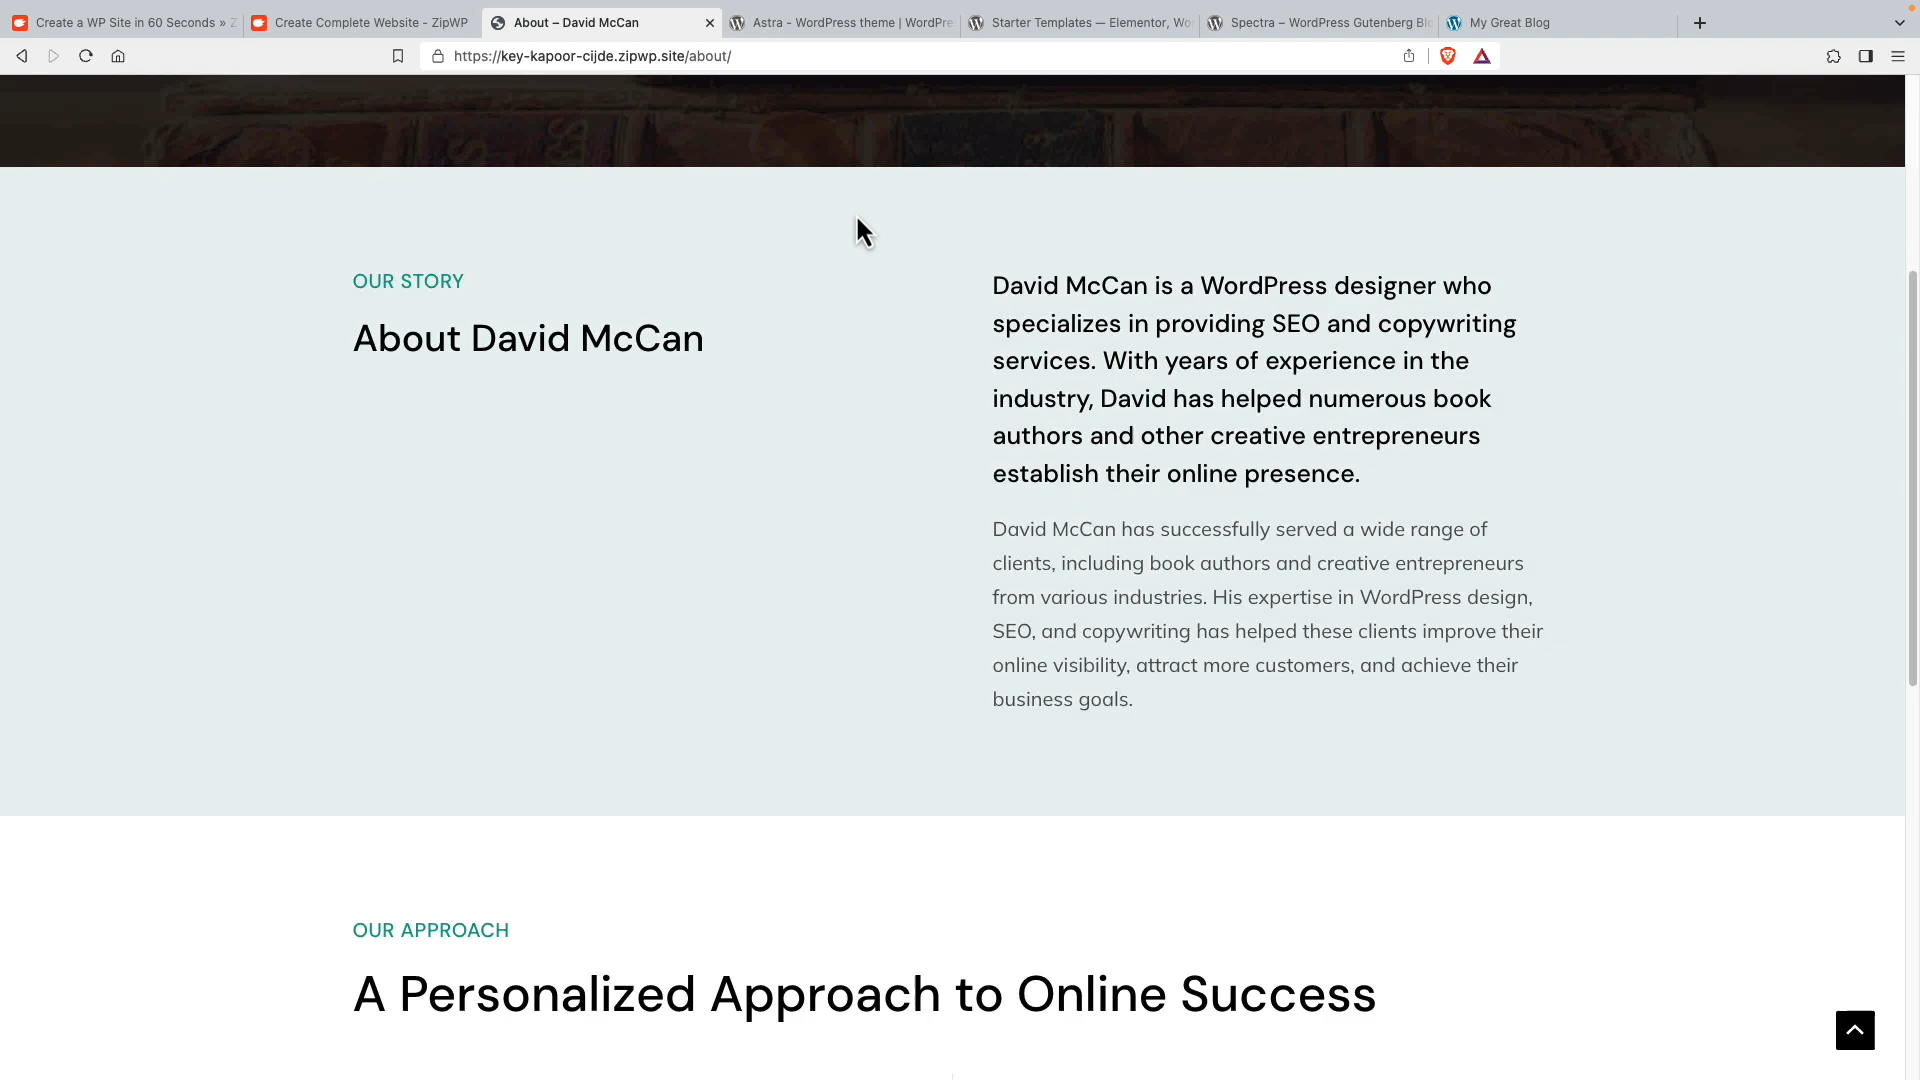 Create a WP Site in 60 Seconds » Z
Create Complete Website - ZipWP
About – David McCan
Astra - WordPress theme | WordPre
Starter Templates — Elementor, Wo
Spectra – WordPress Gutenberg Bl
My Great Blog
https://key-kapoor-cijde.zipwp.site/about/
OUR STORY
About David McCan
David McCan is a WordPress designer who
specializes in providing SEO and copywriting
services. With years of experience in the
industry, David has helped numerous book
authors and other creative entrepreneurs
establish their online presence.
David McCan has successfully served a wide range of
clients, including book authors and creative entrepreneurs
from various industries. His expertise in WordPress design,
SEO, and copywriting has helped these clients improve their
online visibility, attract more customers, and achieve their
business goals.
OUR APPROACH
A Personalized Approach to Online Success